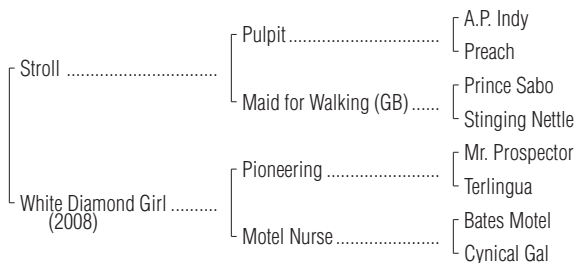 A.P. Indy
Pulpit
Preach
Stroll
Prince Sabo
Maid for Walking (GB)
Stinging Nettle
Mr. Prospector
Pioneering
Terlingua
White Diamond Girl
(2008)
Bates Motel
Motel Nurse
Cynical Gal